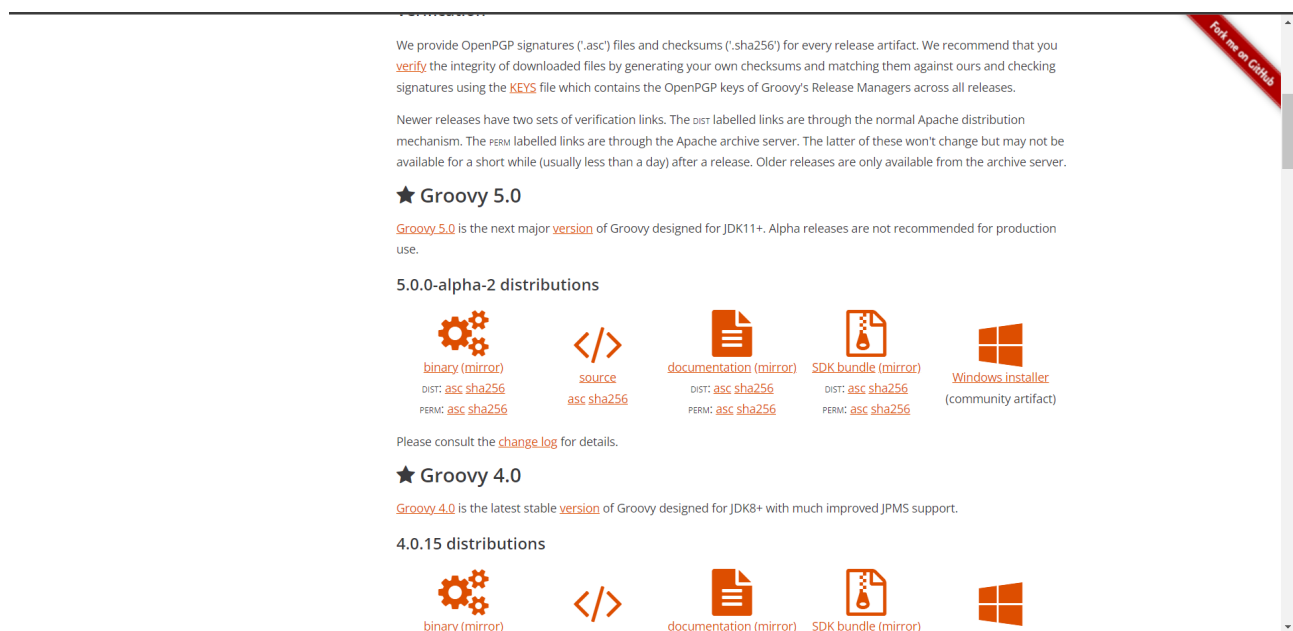 Verification
Fork me on GitHub
We provide OpenPGP signatures ('.asc') files and checksums ('.sha256') for every release artifact. We recommend that you
verify the integrity of downloaded files by generating your own checksums and matching them against ours and checking
signatures using the KEYS file which contains the OpenPGP keys of Groovy's Release Managers across all releases.
Newer releases have two sets of verification links. The DIST labelled links are through the normal Apache distribution
mechanism. The PERM labelled links are through the Apache archive server. The latter of these won't change but may not be
available for a short while (usually less than a day) after a release. Older releases are only available from the archive server.
Groovy 5.0
Groovy 5.0 is the next major version of Groovy designed for JDK11+. Alpha releases are not recommended for production
use.
5.0.0-alpha-2 distributions
binary (mirror)
DIST: asc sha256
PERM: asc sha256
source
asc sha256
documentation (mirror)
DIST: asc sha256
PERM: asc sha256
SDK bundle (mirror)
DIST: asc sha256
PERM: asc sha256
Windows installer
(community artifact)
Please consult the change log for details.
Groovy 4.0
Groovy 4.0 is the latest stable version of Groovy designed for JDK8+ with much improved JPMS support.
4.0.15 distributions
binary (mirror)
documentation (mirror)
SDK bundle (mirror)